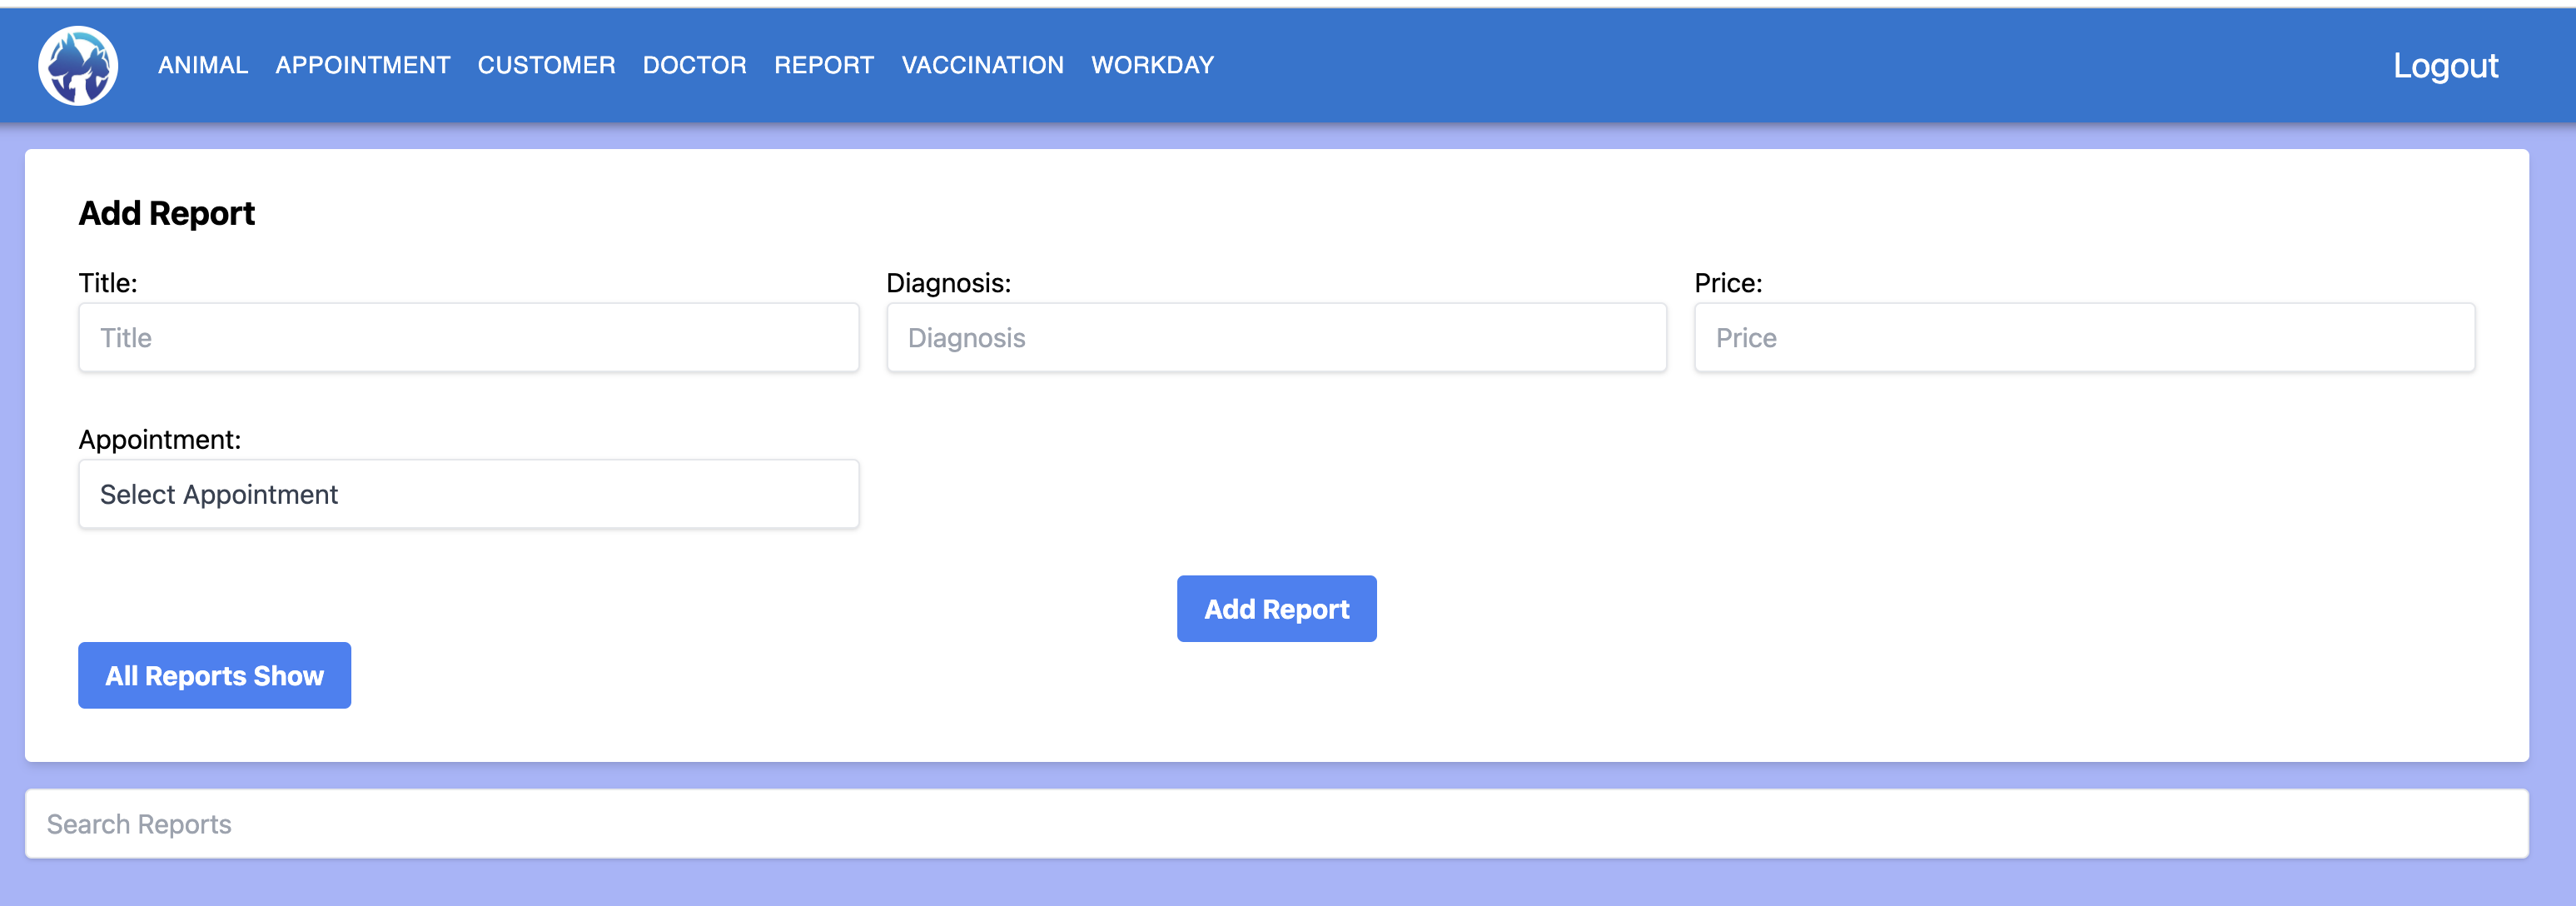 ANIMAL APPOINTMENT CUSTOMER DOCTOR REPORT VACCINATION WORKDAY Logout
Add Report
Title: Diagnosis: Price:
Title Diagnosis Price
Appointment:
Select Appointment
Add Report
All Reports Show
Search Reports